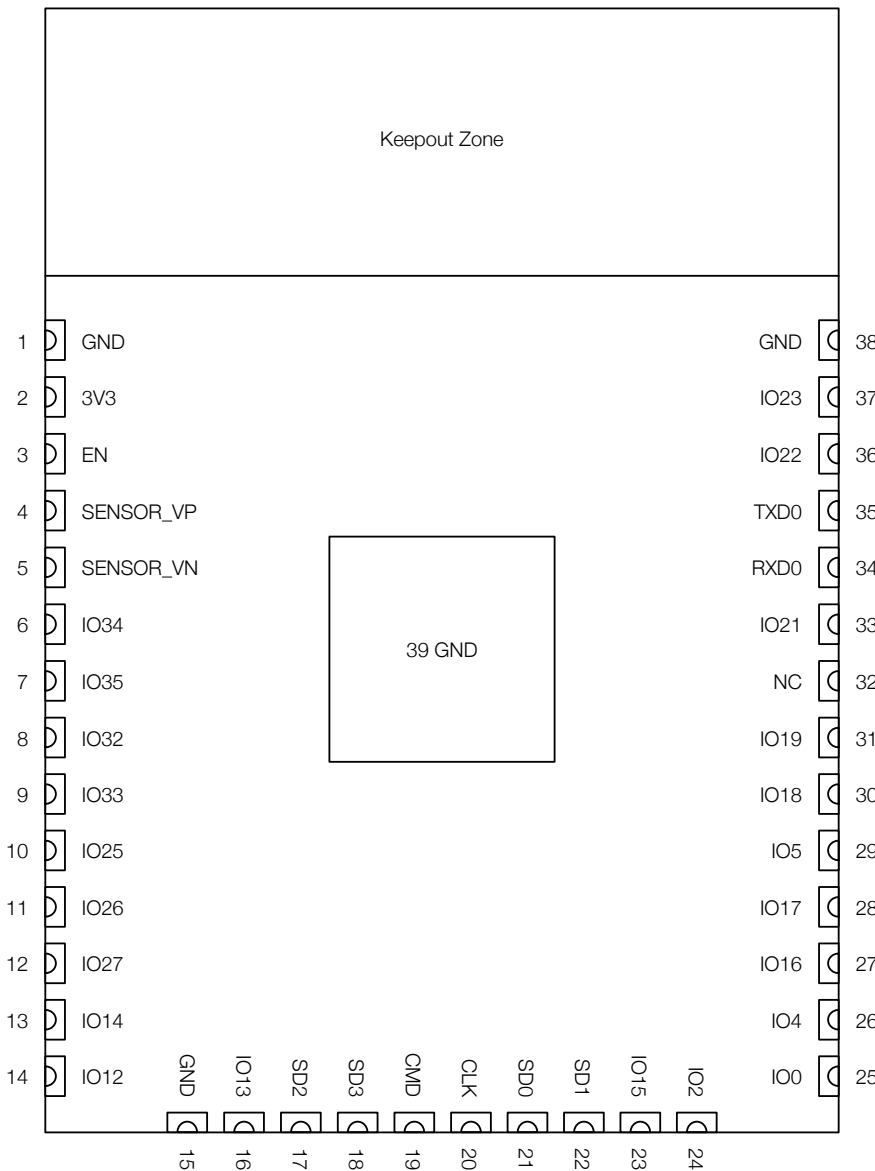 Keepout Zone
1 GND GND 38
2 3V3 IO23 37
3 EN IO22 36
4 SENSOR_VP TXD0 35
5 SENSOR_VN RXD0 34
6 IO34 IO21 33
39 GND
7 IO35 NC 32
8 IO32 IO19 31
9 IO33 IO18 30
10 IO25 IO5 29
11 IO26 IO17 28
12 IO27 IO16 27
13 IO14 IO4 26
14 IO12 IO0 25
GND IO13 SD2 SD3 CMD CLK SD0 SD1 IO15 IO2
15 16 17 18 19 20 21 22 23 24